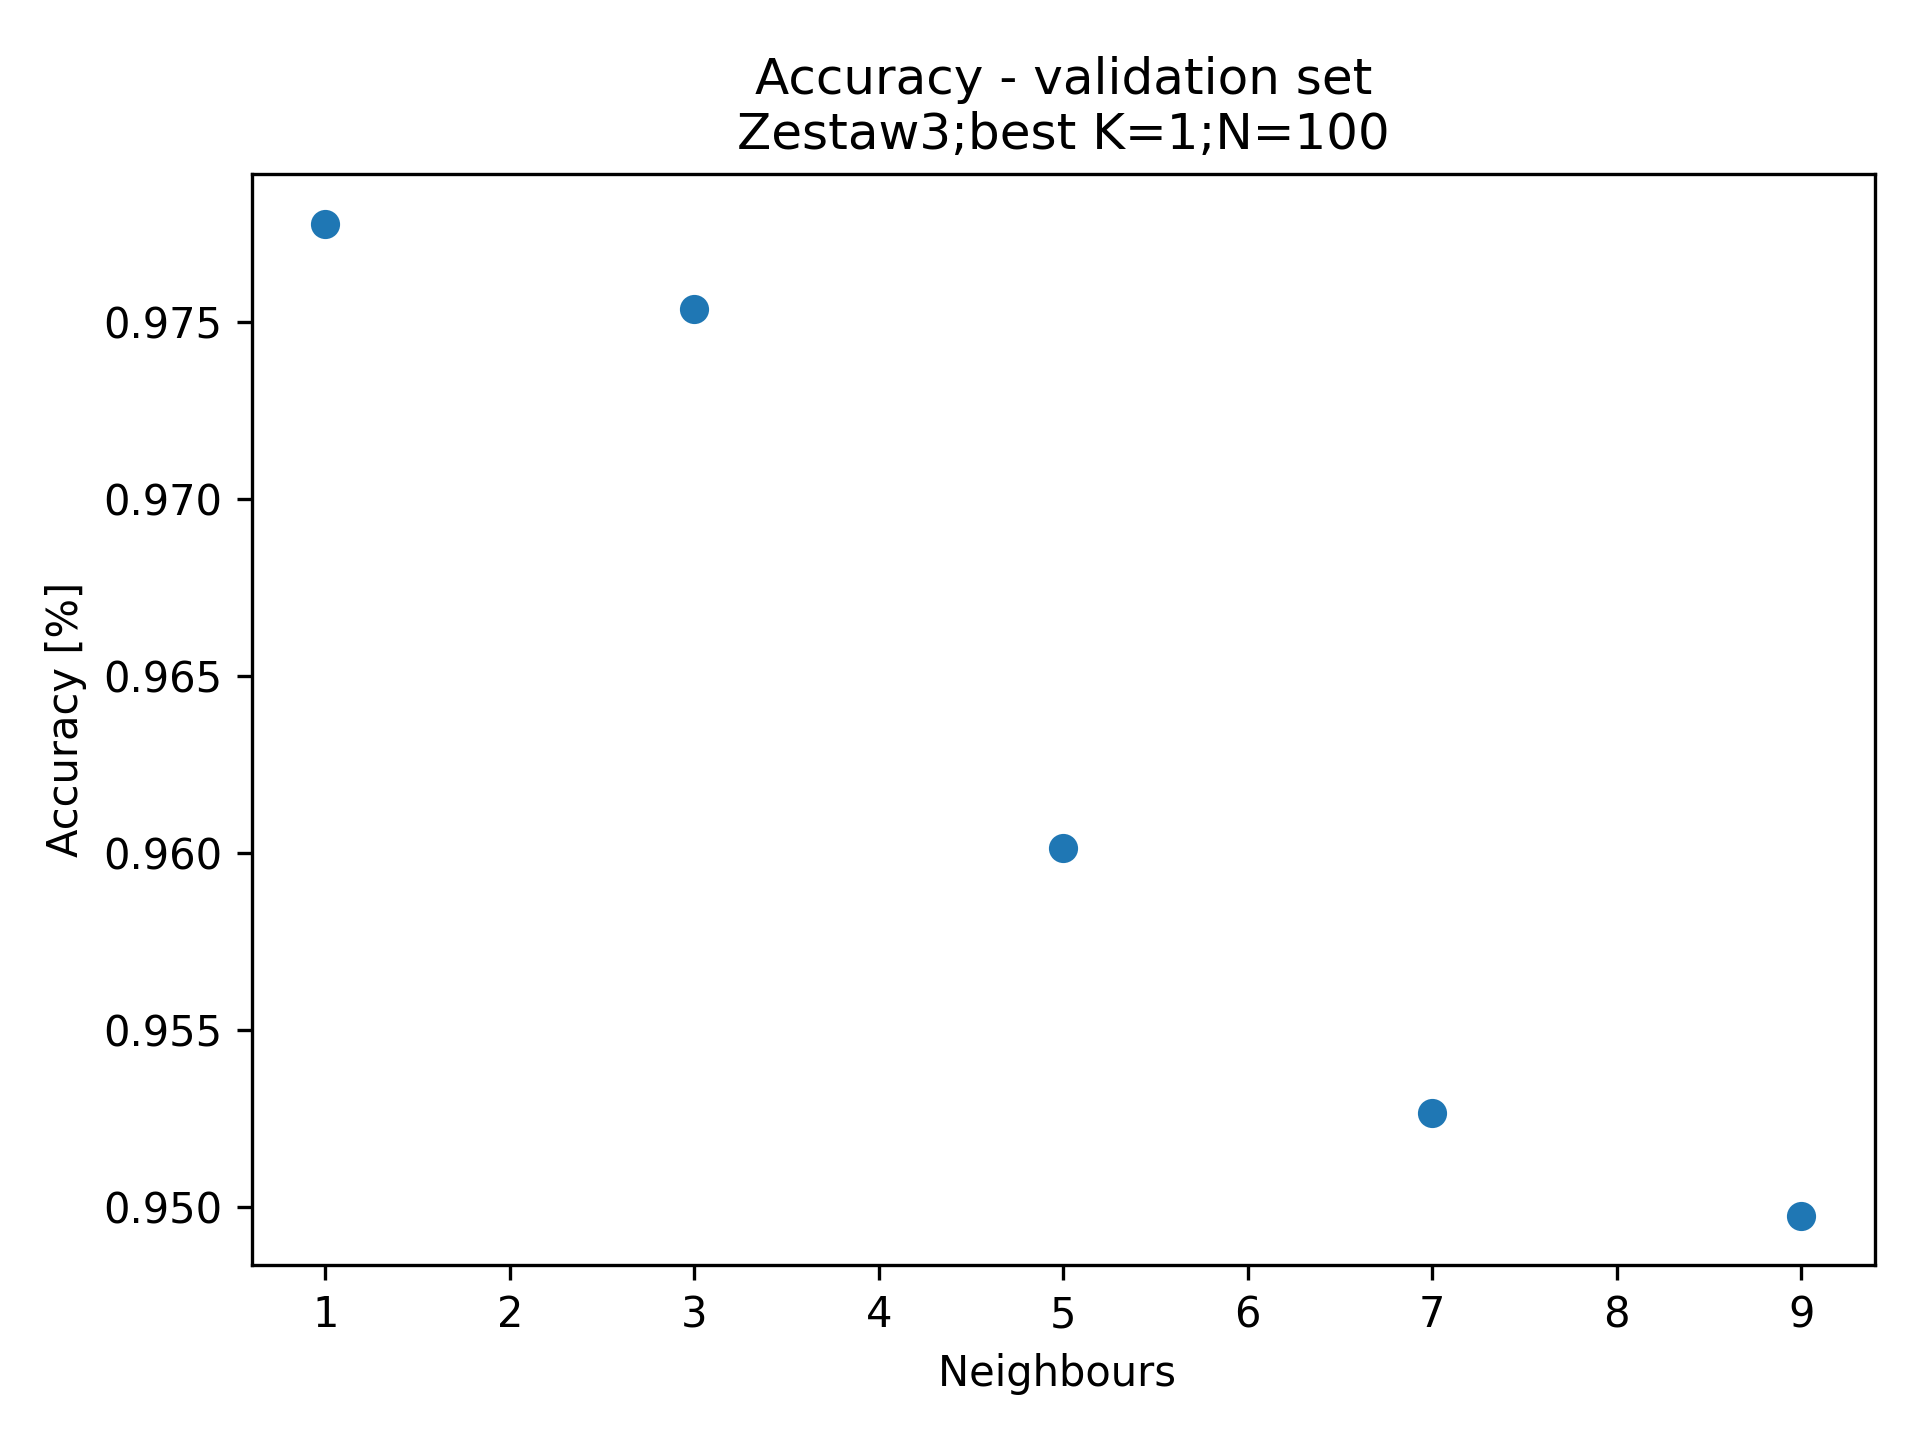 Accuracy - validation set
Zestaw3;best K=1;N=100
Accuracy [%]
0.975
0.970
0.965
0.960
0.955
0.950
1 2 3 4 5 6 7 8 9
Neighbours